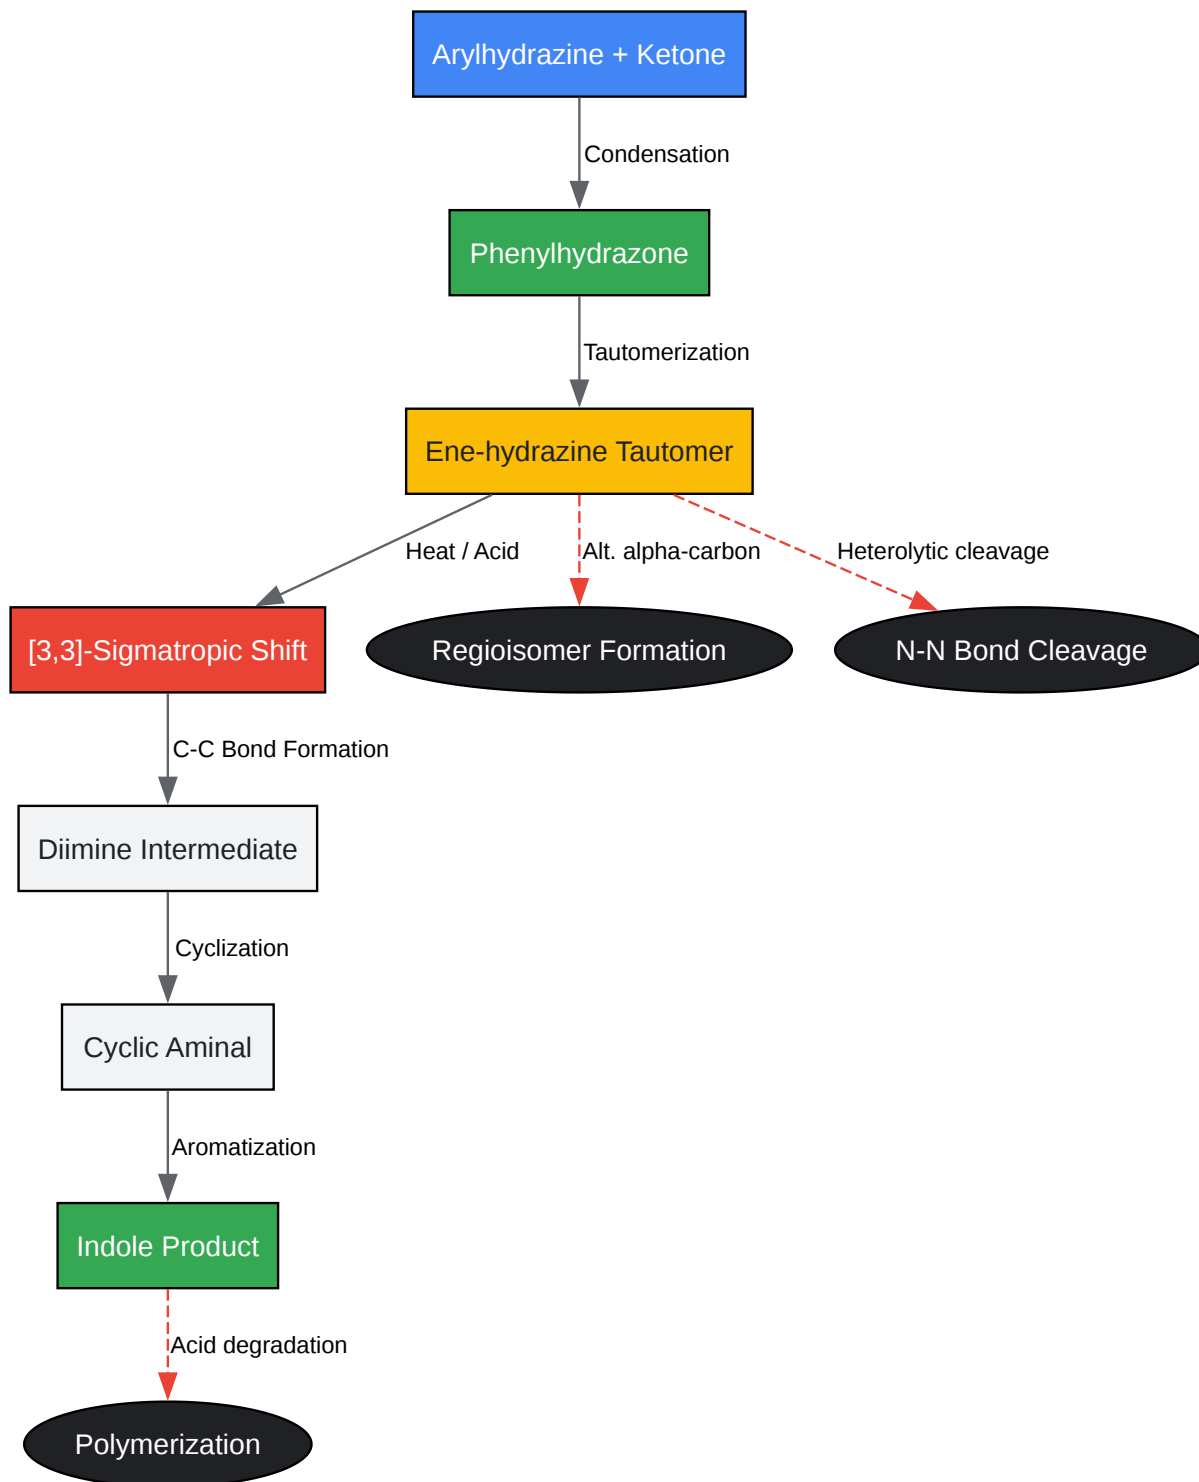 Arylhydrazine + Ketone
Condensation
Phenylhydrazone
Tautomerization
Ene-hydrazine Tautomer
Heat / Acid
Alt. alpha-carbon
Heterolytic cleavage
[3,3]-Sigmatropic Shift
Regioisomer Formation
N-N Bond Cleavage
C-C Bond Formation
Diimine Intermediate
Cyclization
Cyclic Aminal
Aromatization
Indole Product
Acid degradation
Polymerization